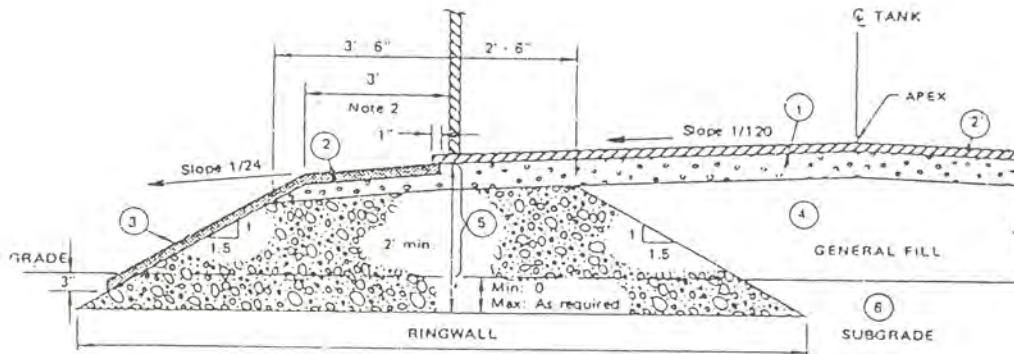 ℄ TANK
3' - 6"
2' - 6"
3'
APEX
Note 2
1
1"
Slope 1/120
2'
2
Slope 1/24
3
1
1.5
5
2' min.
1
1.5
4
GENERAL FILL
GRADE
3"
Min: 0
Max: As required
6
RINGWALL
SUBGRADE